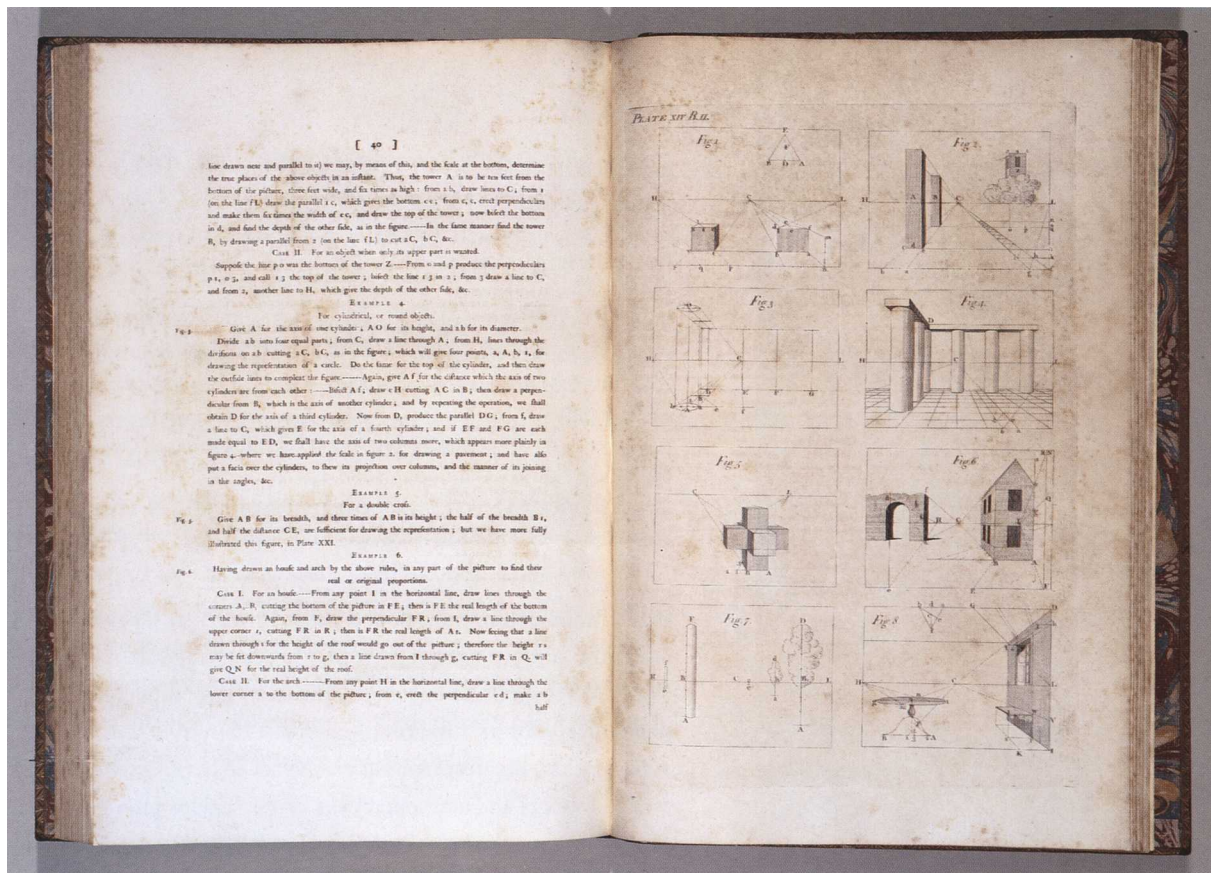 [ 40 ]
line drawn near and parallel to it) we may, by means of this, and the ſcale at the bottom, determine
the true places of the above objects in an inſtant. Thus, the tower A is to be ten feet from the
bottom of the picture, three feet wide, and ſix times as high: from a b, draw lines to C; from 1
(on the line f L) draw the parallel 1 c, which gives the bottom c e; from c, e, erect perpendiculars
and make them ſix times the width of e c, and draw the top of the tower; now biſect the bottom
in d, and find the depth of the other ſide, as in the figure.——In the ſame manner find the tower
B, by drawing a parallel from 2 (on the line f L) to cut a C, b C, &c.
CASE II. For an object when only its upper part is wanted.
Suppoſe the line p o was the bottom of the tower Z.——From o and p produce the perpendiculars
p 1, o 3, and call 1 3 the top of the tower; biſect the line 1 3 in 2; from 3 draw a line to C,
and from 2, another line to H, which give the depth of the other ſide, &c.
EXAMPLE 4.
For cylindrical, or round objects.
Fig. 3. Give A for the axis of one cylinder; A O for its height, and a b for its diameter.
Divide a b into four equal parts; from C, draw a line through A; from H, lines through the
diviſions on a b cutting a C, b C, as in the figure; which will give four points, a, A, b, 1, for
drawing the repreſentation of a circle. Do the ſame for the top of the cylinder, and then draw
the outſide lines to compleat the figure.——Again, give A f for the diſtance which the axis of two
cylinders are from each other——Biſect A f; draw e H cutting A C in B; then draw a perpen-
dicular from B, which is the axis of another cylinder; and by repeating the operation, we ſhall
obtain D for the axis of a third cylinder. Now from D, produce the parallel D G; from f, draw
a line to C, which gives E for the axis of a fourth cylinder; and if E F and F G are each
made equal to E D, we ſhall have the axis of two columns more, which appears more plainly in
figure 4. where we have applied the ſcale in figure 2. for drawing a pavement; and have alſo
put a facia over the cylinders, to ſhew its projection over columns, and the manner of its joining
in the angles, &c.
EXAMPLE 5.
For a double croſs.
Fig. 5. Give A B for its breadth, and three times of A B is its height; the half of the breadth B 1,
and half the diſtance C E, are ſufficient for drawing the repreſentation; but we have more fully
illuſtrated this figure, in Plate XXI.
EXAMPLE 6.
Fig. 6. Having drawn an houſe and arch by the above rules, in any part of the picture to find their
real or original proportions.
CASE I. For an houſe.——From any point I in the horizontal line, draw lines through the
corners A, B, cutting the bottom of the picture in F E; then is F E the real length of the bottom
of the houſe. Again, from F, draw the perpendicular F R; from I, draw a line through the
upper corner 1, cutting F R in R; then is F R the real length of A 1. Now ſeeing that a line
drawn through s for the height of the roof would go out of the picture; therefore the height r s
may be ſet downwards from r to g, then a line drawn from I through g, cutting F R in Q, will
give Q N for the real height of the roof.
CASE II. For the arch——From any point H in the horizontal line, draw a line through the
lower corner a to the bottom of the picture; from e, erect the perpendicular e d; make a b
half
PLATE XIV B.II.
Fig 1.
Fig 2.
Fig 3
Fig 4.
Fig 5
Fig 6.
Fig 7.
Fig 8